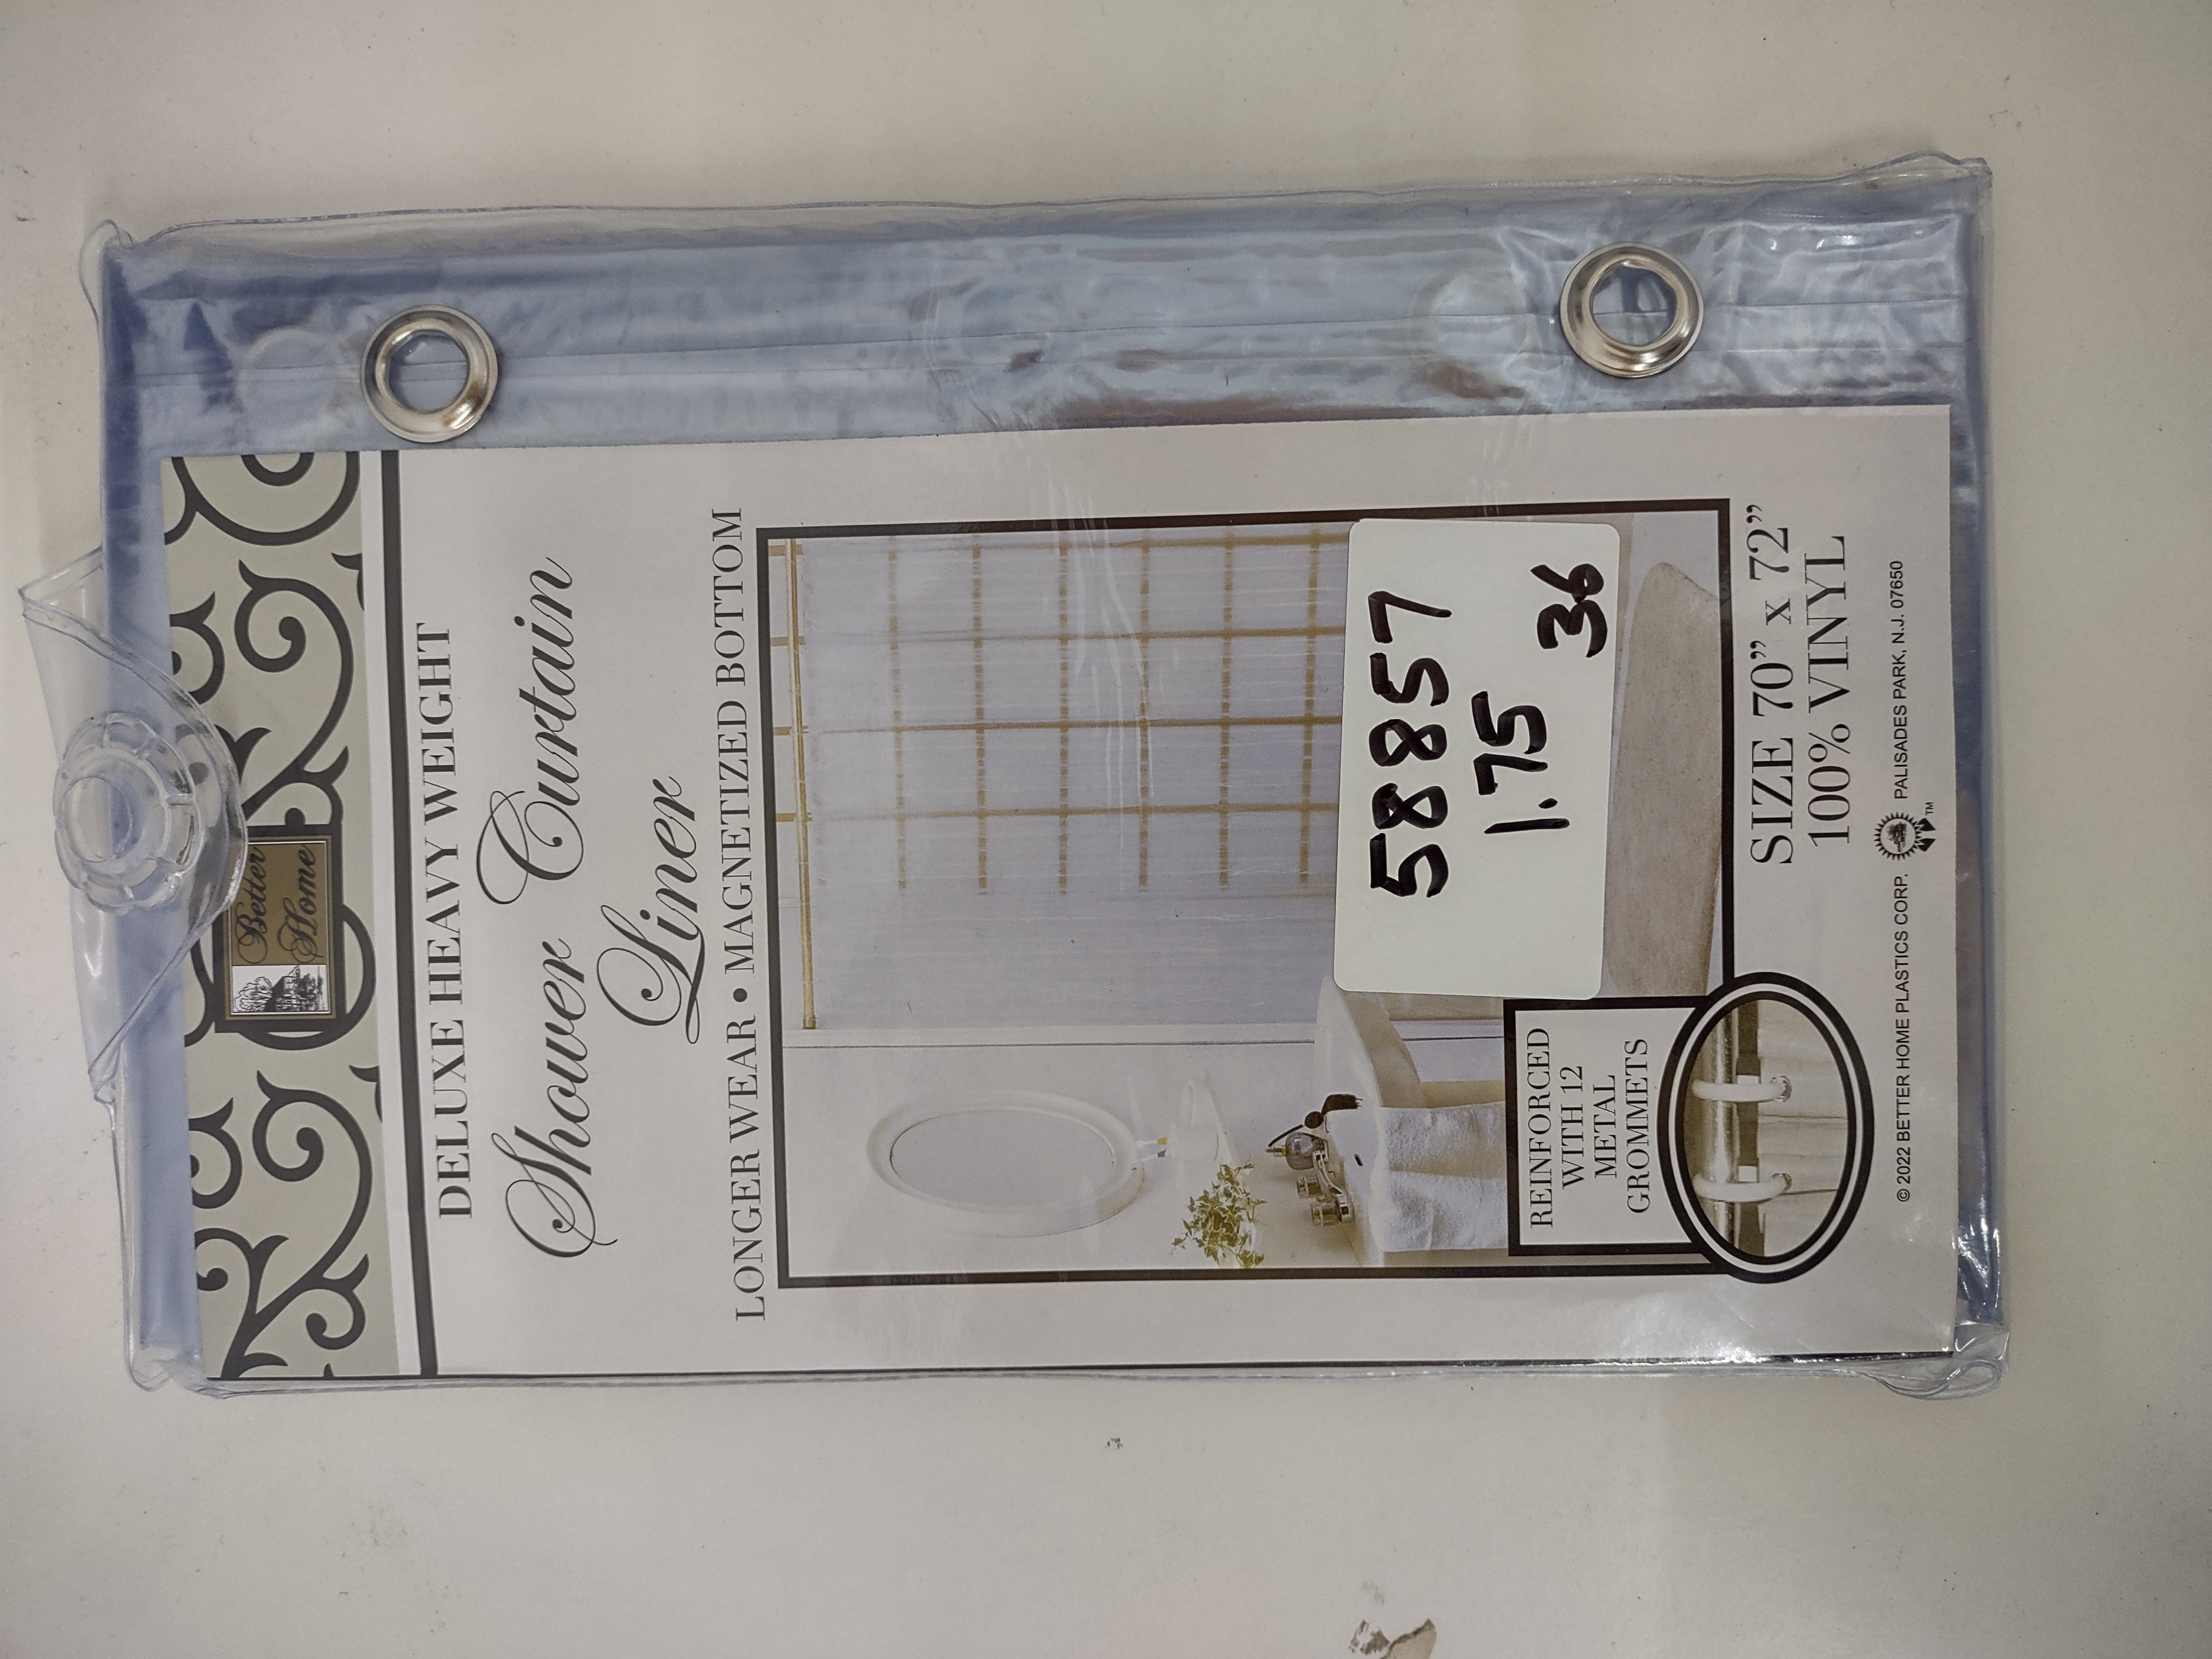 Better
Home
DELUXE HEAVY WEIGHT
Shower Curtain
Liner
LONGER WEAR • MAGNETIZED BOTTOM
58857
1.75
36
REINFORCED
WITH 12
METAL
GROMMETS
SIZE 70” x 72”
100% VINYL
©2022 BETTER HOME PLASTICS CORP. PALISADES PARK, N.J. 07650
TM